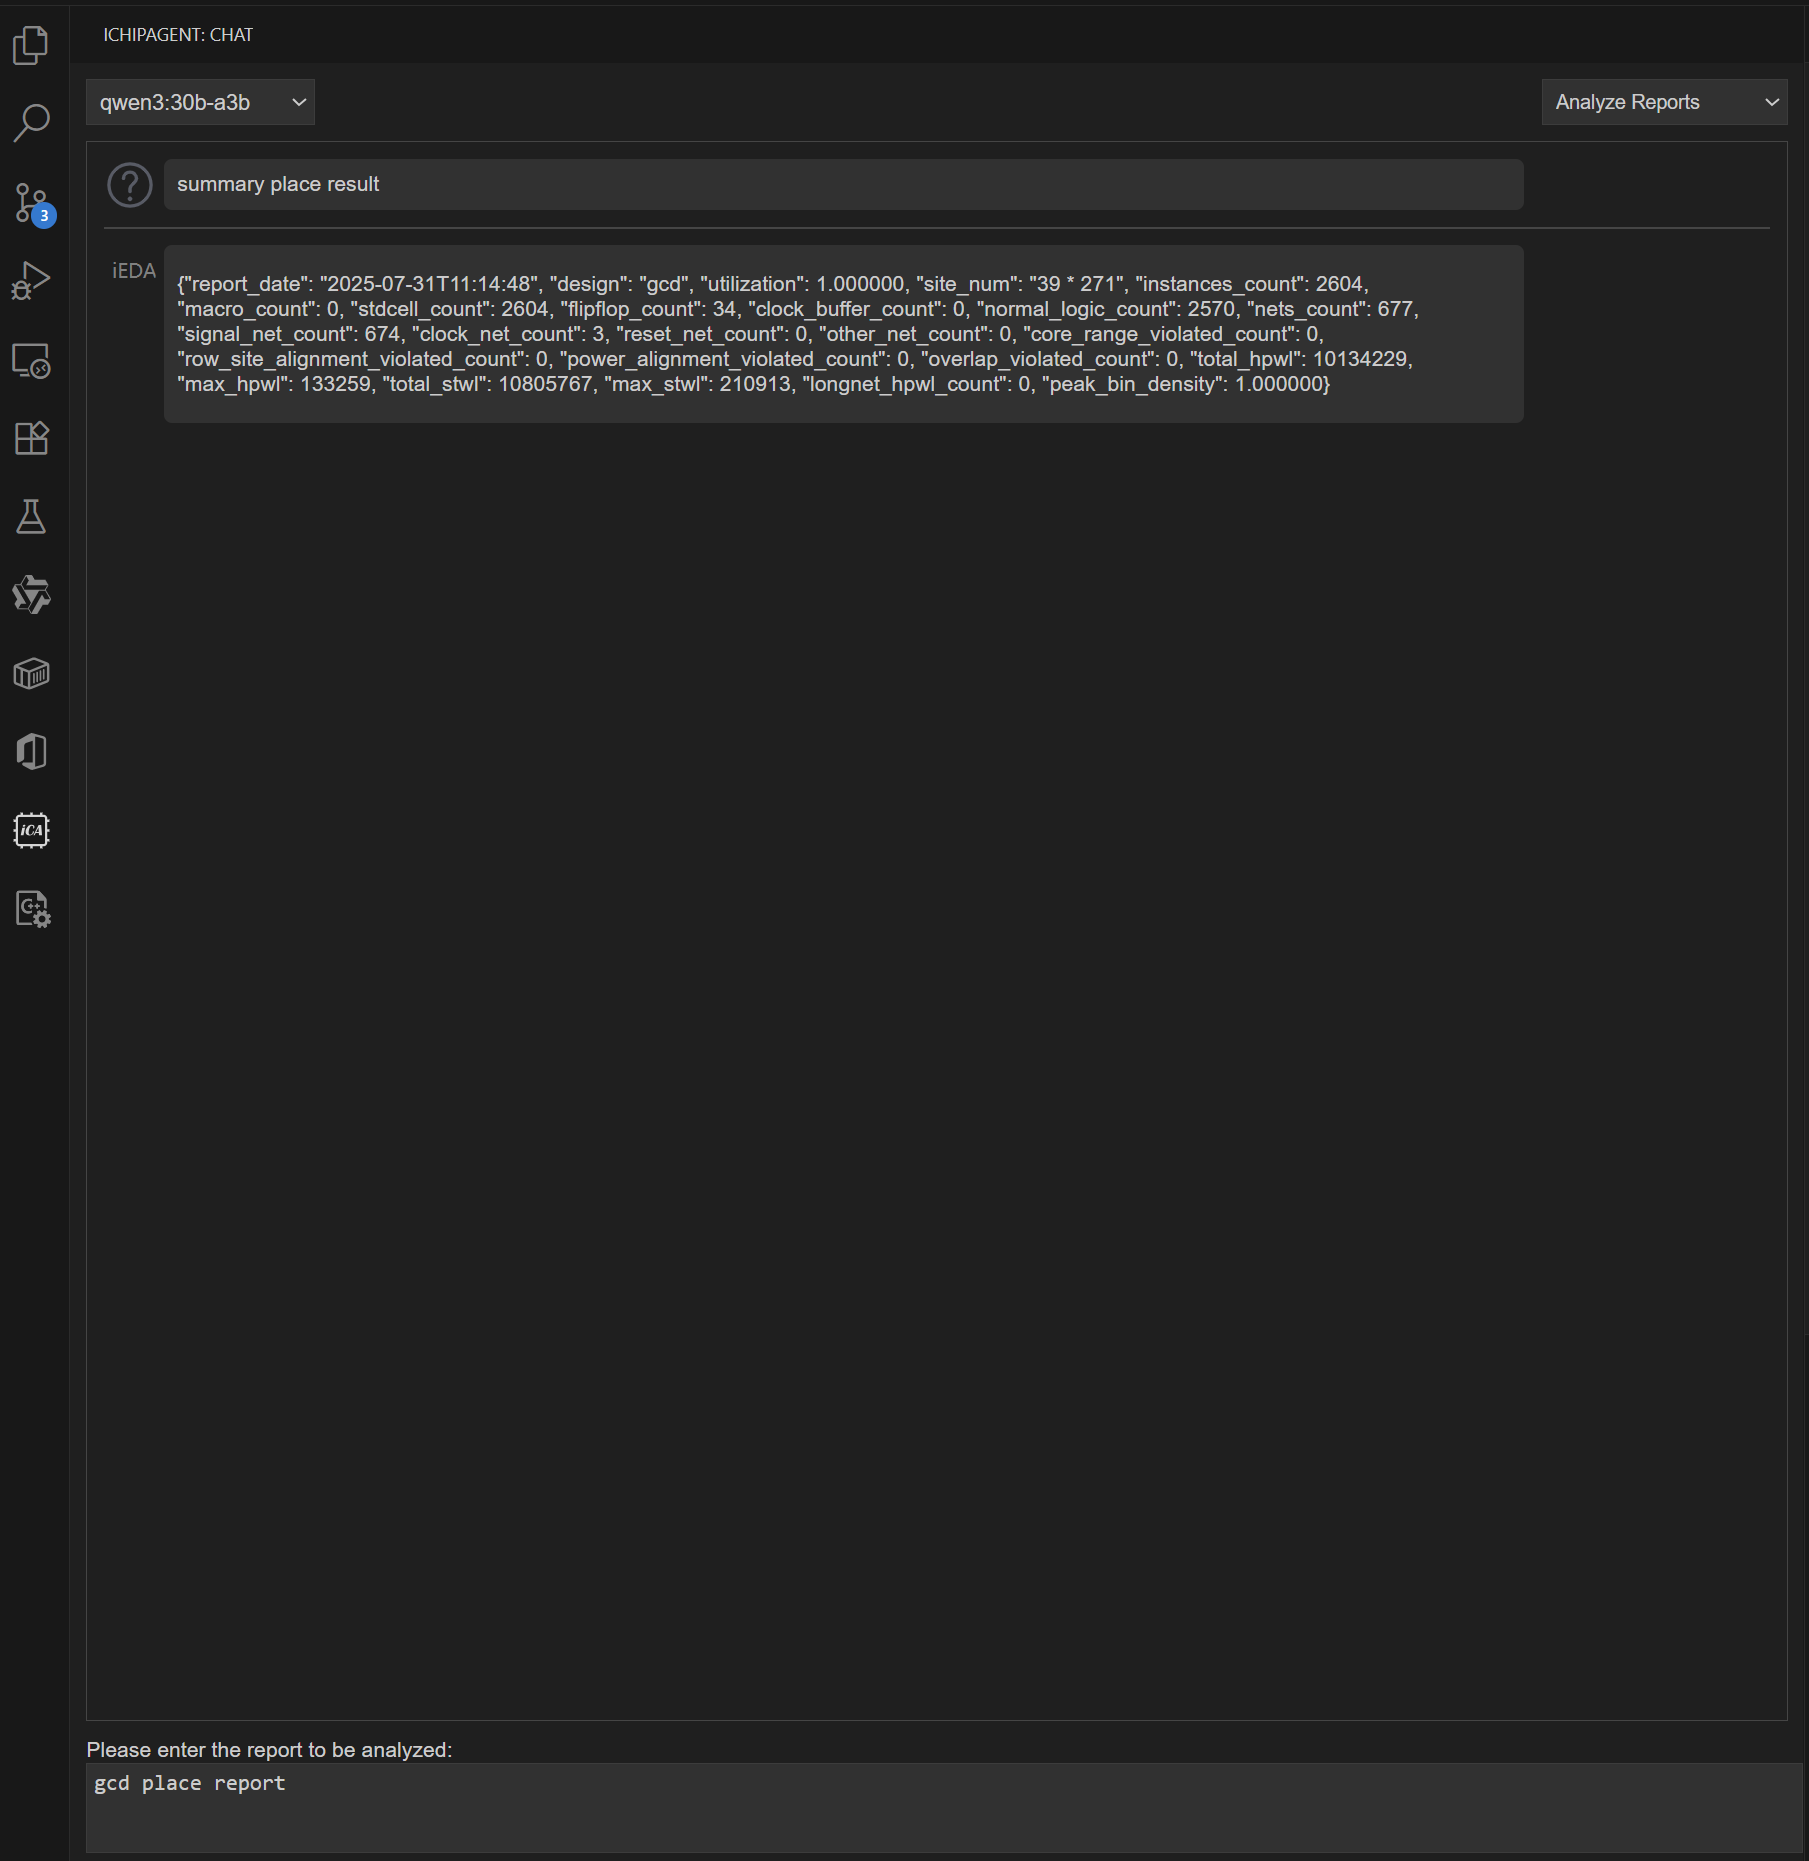 ICHIPAGENT: CHAT
qwen3:30b-a3b
Analyze Reports
summary place result
3
iEDA
{"report_date": "2025-07-31T11:14:48", "design": "gcd", "utilization": 1.000000, "site_num": "39 * 271", "instances_count": 2604,
"macro_count": 0, "stdcell_count": 2604, "flipflop_count": 34, "clock_buffer_count": 0, "normal_logic_count": 2570, "nets_count": 677,
"signal_net_count": 674, "clock_net_count": 3, "reset_net_count": 0, "other_net_count": 0, "core_range_violated_count": 0,
"row_site_alignment_violated_count": 0, "power_alignment_violated_count": 0, "overlap_violated_count": 0, "total_hpwl": 10134229,
"max_hpwl": 133259, "total_stwl": 10805767, "max_stwl": 210913, "longnet_hpwl_count": 0, "peak_bin_density": 1.000000}
iCA
C++
Please enter the report to be analyzed:
gcd place report